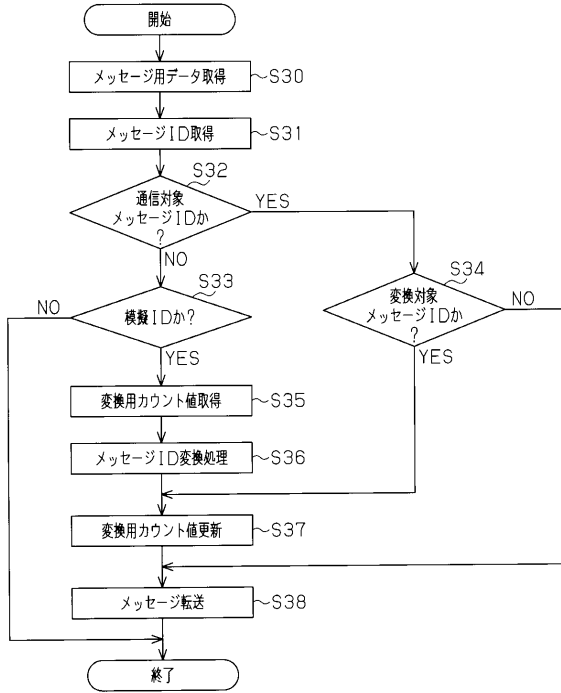 開始
メッセージ用データ取得
S30
メッセージID取得
S31
S32
通信対象
メッセージIDか
?
YES
NO
S33
模擬IDか?
NO
YES
S34
変換対象
メッセージIDか
?
NO
YES
変換用カウント値取得
S35
メッセージID変換処理
S36
変換用カウント値更新
S37
メッセージ転送
S38
終了